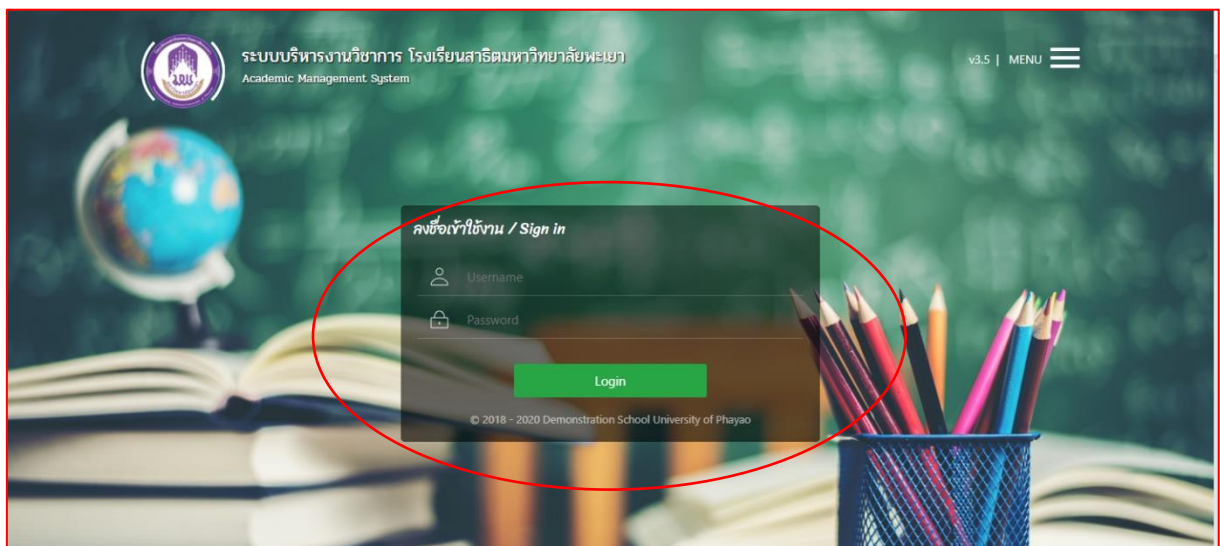 ระบบบริหารงานวิชาการ โรงเรียนสาธิตมหาวิทยาลัยพะเยา
Academic Management System
v3.5 | MENU
ลงชื่อเข้าใช้งาน / Sign in
Username
Password
Login
© 2018 - 2020 Demonstration School University of Phayao